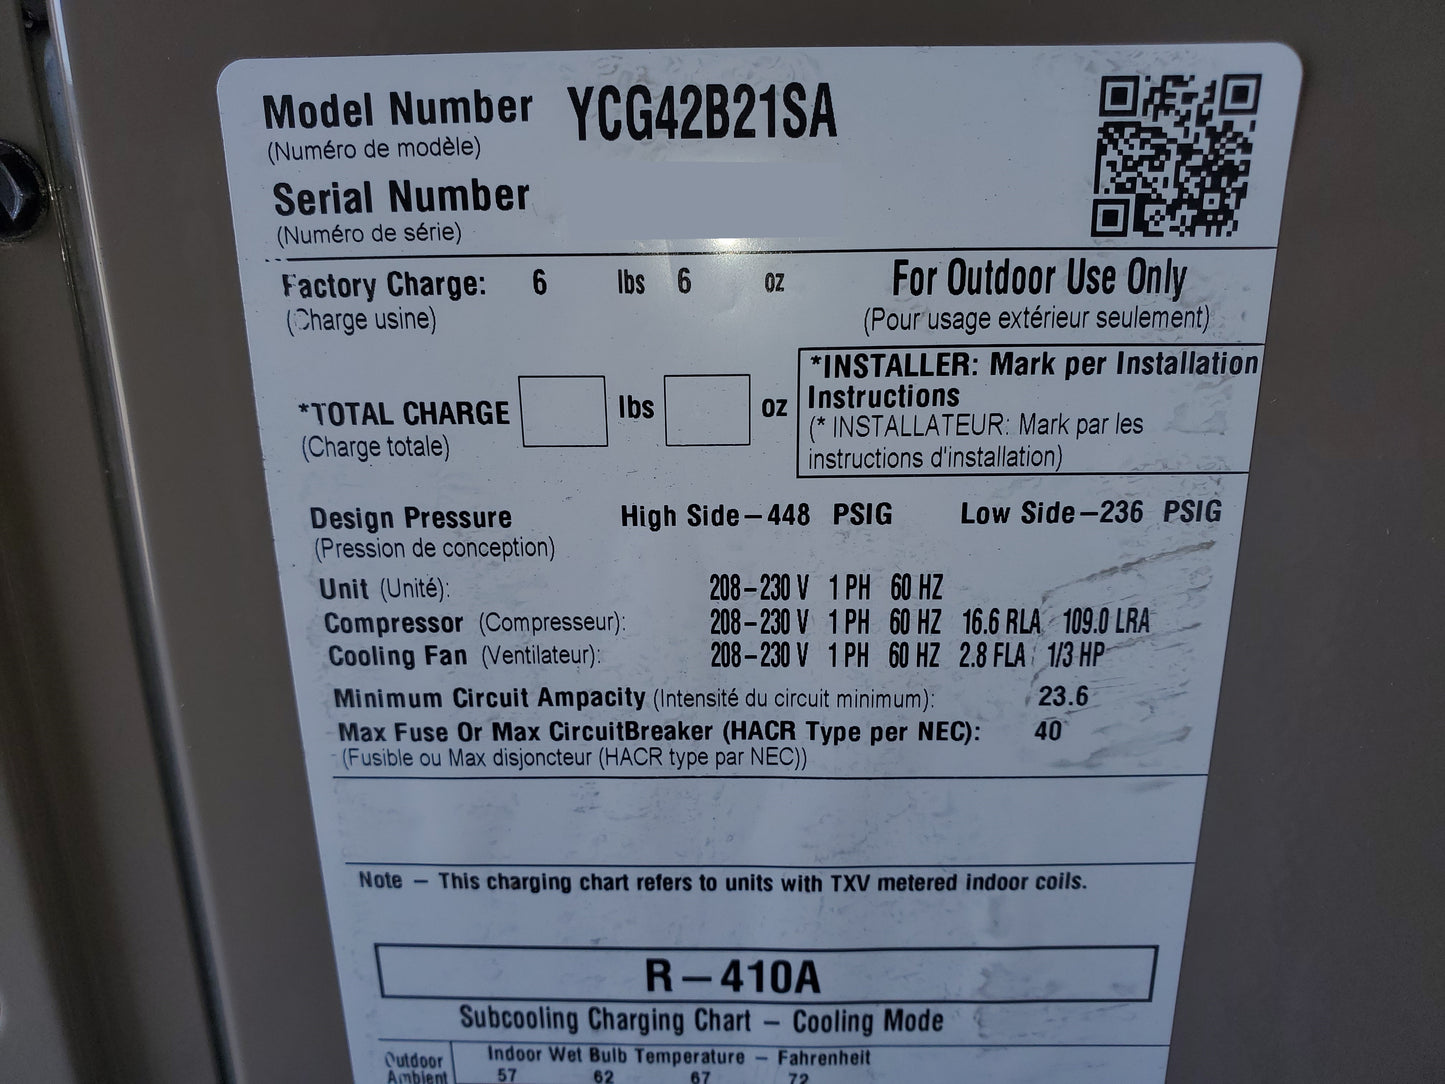 Model Number YCG42B21SA
(Numéro de modèle)
Serial Number
(Numéro de série)
Factory Charge: 6 lbs 6 oz
(Charge usine)
For Outdoor Use Only
(Pour usage extérieur seulement)
*TOTAL CHARGE lbs oz
(Charge totale)
*INSTALLER: Mark per Installation
Instructions
(* INSTALLATEUR: Mark par les
instructions d'installation)
Design Pressure High Side-448 PSIG Low Side-236 PSIG
(Pression de conception)
Unit (Unité): 208-230 V 1 PH 60 HZ
Compressor (Compresseur): 208-230 V 1 PH 60 HZ 16.6 RLA 109.0 LRA
Cooling Fan (Ventilateur): 208-230 V 1 PH 60 HZ 2.8 FLA 1/3 HP
Minimum Circuit Ampacity (Intensité du circuit minimum): 23.6
Max Fuse Or Max CircuitBreaker (HACR Type per NEC): 40
(Fusible ou Max disjoncteur (HACR type par NEC))
Note - This charging chart refers to units with TXV metered indoor coils.
R-410A
Subcooling Charging Chart - Cooling Mode
Outdoor
Ambient
Indoor Wet Bulb Temperature - Fahrenheit
57 62 67 72